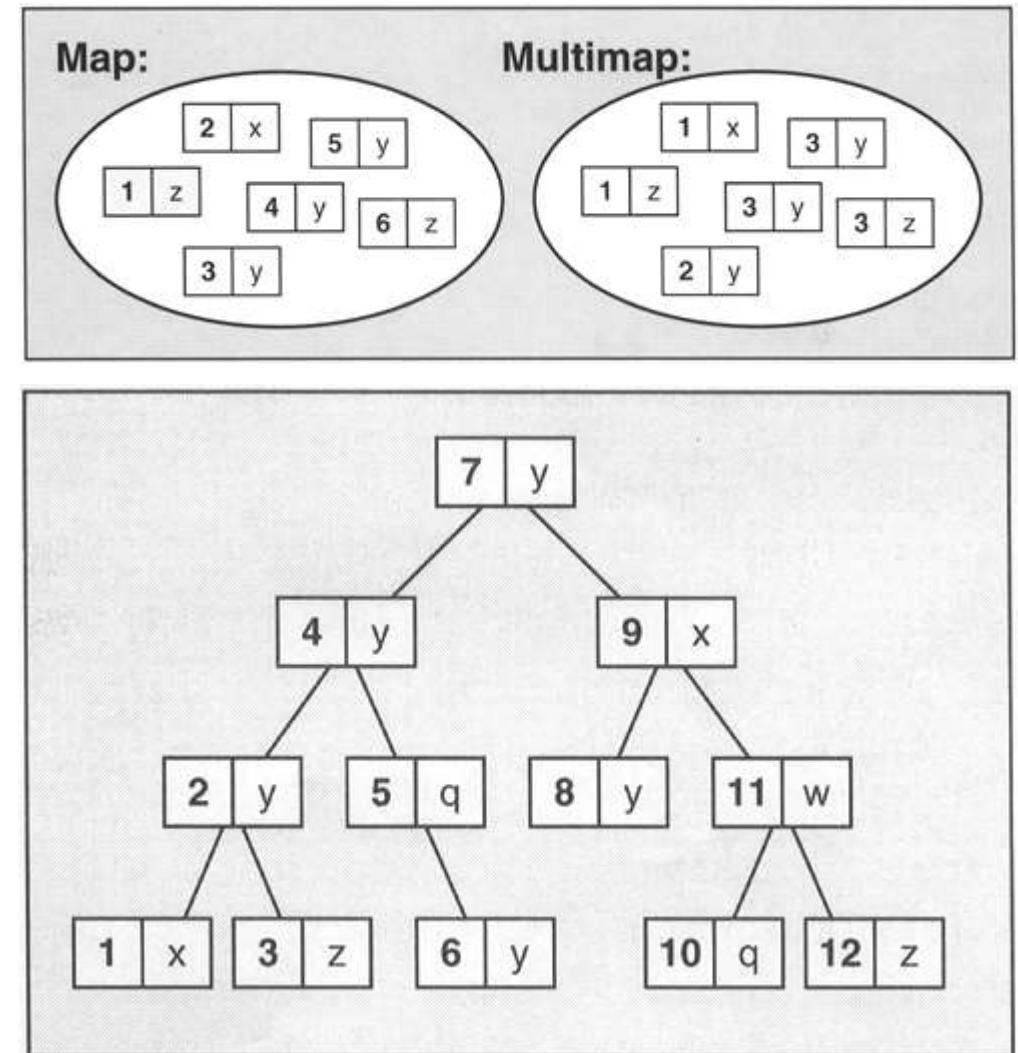 Map: Multimap:
2 x 1 x
5 y 3 y
1 z 1 z
4 y 3 y
6 z 3 z
3 y 2 y
7 y
4 y 9 x
2 y 5 q 8 y 11 w
1 x 3 z 6 y 10 q 12 z